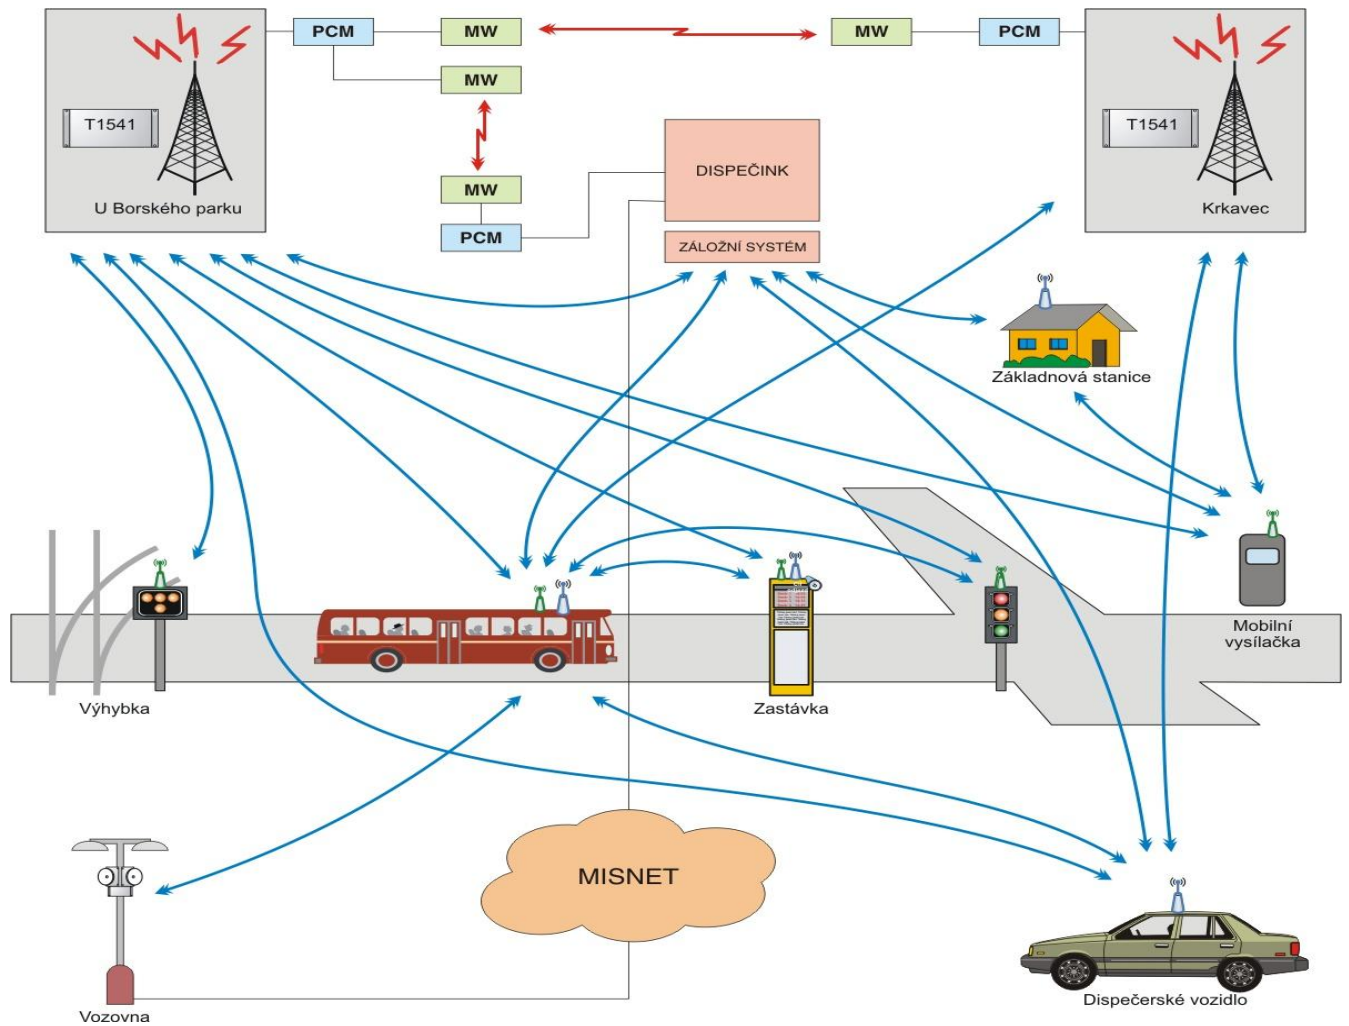 PCM
MW
MW
PCM
MW
T1541
U Borského parku
T1541
Krkavec
DISPEČINK
MW
PCM
ZÁLOŽNÍ SYSTÉM
Základnová stanice
Mobilní
vysílačka
Výhybka
Zastávka
MISNET
Dispečerské vozidlo
Vozovna